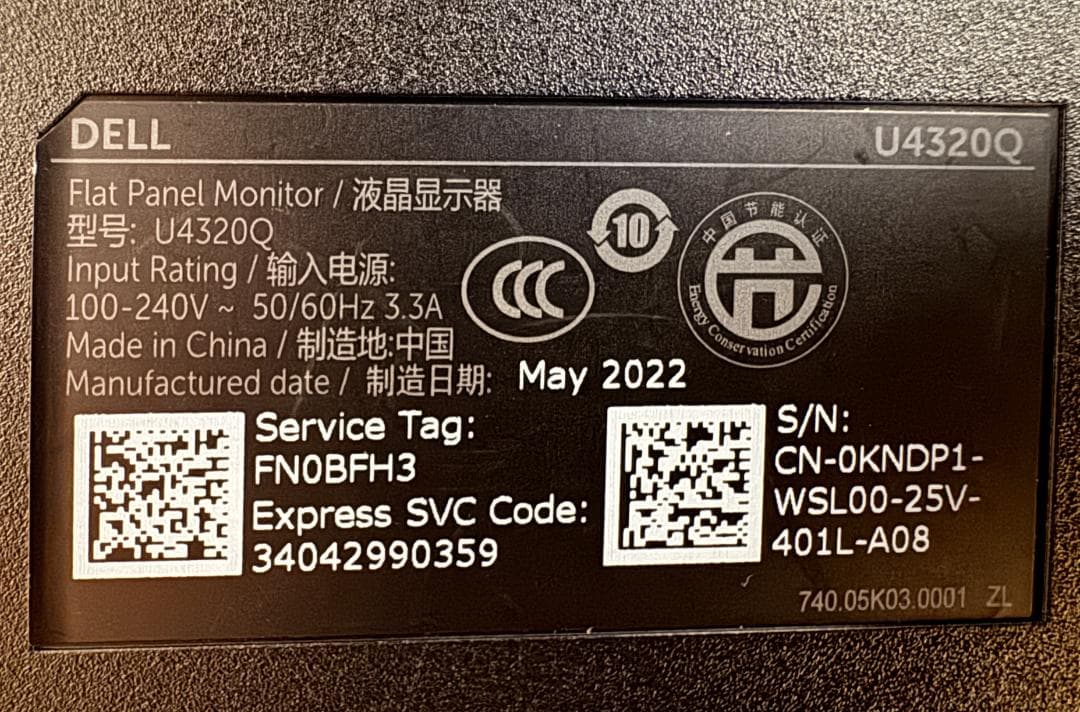 DELL U4320Q
Flat Panel Monitor / 液晶显示器
型号: U4320Q
Input Rating / 输入电源:
100-240V ~ 50/60Hz 3.3A
Made in China / 制造地:中国
Manufactured date / 制造日期: May 2022
10
CCC
中国节能认证
节
Energy Conservation Certification
Service Tag:
FN0BFH3
Express SVC Code:
34042990359
S/N:
CN-0KNDP1-
WSL00-25V-
401L-A08
740.05K03.0001 ZL